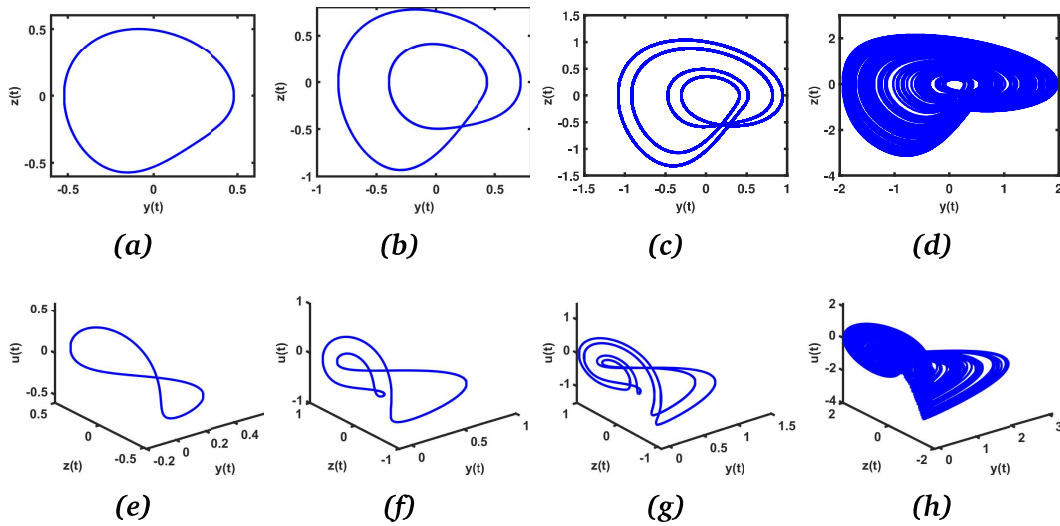 0.5
0
-0.5
z(t)
-0.5 0 0.5
y(t)
(a)
1
0.5
0
-0.5
-1
z(t)
-1 -0.5 0 0.5
y(t)
(b)
1.5
1
0.5
0
-0.5
-1
-1.5
z(t)
-1.5 -1 -0.5 0 0.5 1
y(t)
(c)
4
2
0
-2
-4
z(t)
-2 -1 0 1 2
y(t)
(d)
0.5
0
-0.5
u(t)
0.5
0
-0.5
z(t)
-0.2 0 0.2 0.4
y(t)
(e)
1
0
-1
u(t)
1
0
-1
z(t)
0 0.5 1
y(t)
(f)
1
0
-1
u(t)
1
0
-1
z(t)
0 0.5 1 1.5
y(t)
(g)
2
0
-2
-4
u(t)
2
0
-2
z(t)
0 1 2 3
y(t)
(h)